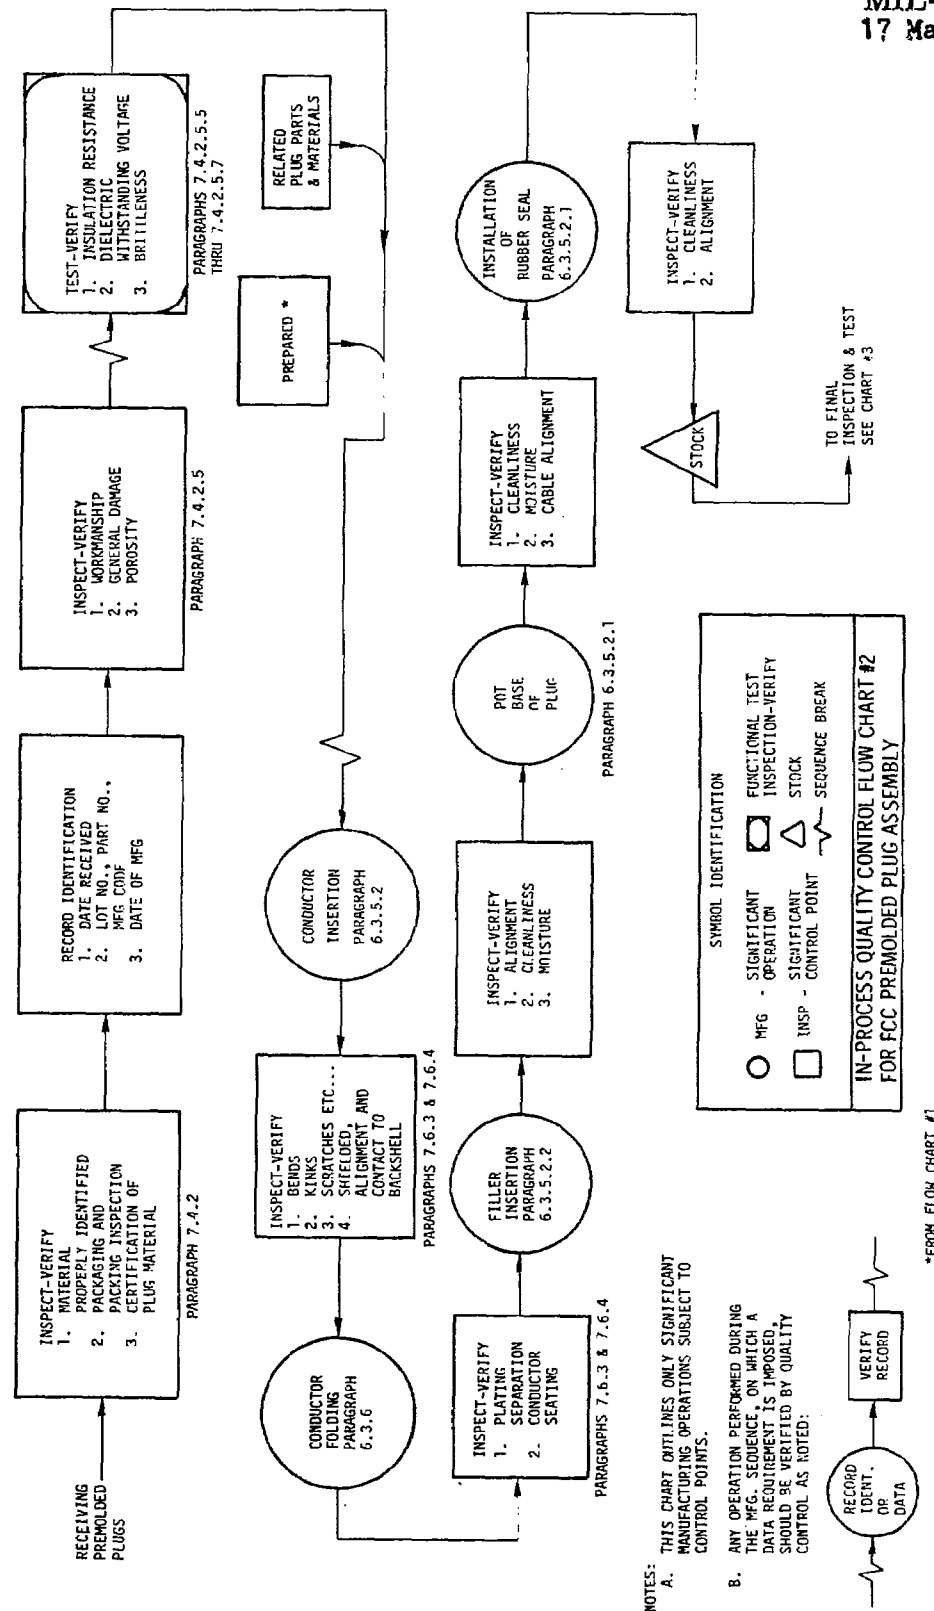 MIL-
17 Ma
RECEIVING
PREMOLDED
PLUGS
INSPECT-VERIFY
1. MATERIAL
PROPERLY IDENTIFIED
2. PACKAGING AND
PACKING INSPECTION
3. CERTIFICATION OF
PLUG MATERIAL
PARAGRAPH 7.4.2
RECORD IDENTIFICATION
1. DATE RECEIVED
2. LOT NO., PART NO.,
MFG CODE
3. DATE OF MFG
INSPECT-VERIFY
1. WORKMANSHIP
2. GENERAL DAMAGE
3. POROSITY
PARAGRAPH 7.4.2.5
TEST-VERIFY
1. INSULATION RESISTANCE
2. DIELECTRIC
WITHSTANDING VOLTAGE
3. BRITTLENESS
PARAGRAPHS 7.4.2.5.5
THRU 7.4.2.5.7
RELATED
PLUG PARTS
& MATERIALS
PREPARED *
CONDUCTOR
INSERTION
PARAGRAPH
6.3.5.2
INSPECT-VERIFY
1. BENDS
2. KINKS
3. SCRATCHES ETC...
4. SHIELDED,
ALIGNMENT AND
CONTACT TO
BACKSHELL
PARAGRAPHS 7.6.3 & 7.6.4
CONDUCTOR
FOLDING
PARAGRAPH
6.3.6
INSPECT-VERIFY
1. PLATING
SEPARATION
2. CONDUCTOR
SEATING
PARAGRAPHS 7.6.3 & 7.6.4
FILLER
INSERTION
PARAGRAPH
6.3.5.2.2
INSPECT-VERIFY
1. ALIGNMENT
2. CLEANLINESS
3. MOISTURE
POT
BASE
OF
PLUG
PARAGRAPH 6.3.5.2.1
INSPECT-VERIFY
1. CLEANLINESS
2. MOISTURE
3. CABLE ALIGNMENT
INSTALLATION
OF
RUBBER SEAL
PARAGRAPH
6.3.5.2.1
INSPECT-VERIFY
1. CLEANLINESS
2. ALIGNMENT
STOCK
TO FINAL
INSPECTION & TEST
SEE CHART #3
NOTES:
A. THIS CHART OUTLINES ONLY SIGNIFICANT
MANUFACTURING OPERATIONS SUBJECT TO
CONTROL POINTS.
B. ANY OPERATION PERFORMED DURING
THE MFG. SEQUENCE, ON WHICH A
DATA REQUIREMENT IS IMPOSED,
SHOULD BE VERIFIED BY QUALITY
CONTROL AS NOTED:
RECORD
IDENT.
OR
DATA
VERIFY
RECORD
SYMBOL IDENTIFICATION
MFG - SIGNIFICANT
OPERATION
INSP - SIGNIFICANT
CONTROL POINT
FUNCTIONAL TEST
INSPECTION-VERIFY
STOCK
SEQUENCE BREAK
IN-PROCESS QUALITY CONTROL FLOW CHART #2
FOR FCC PREMOLDED PLUG ASSEMBLY
*FROM FLOW CHART #1